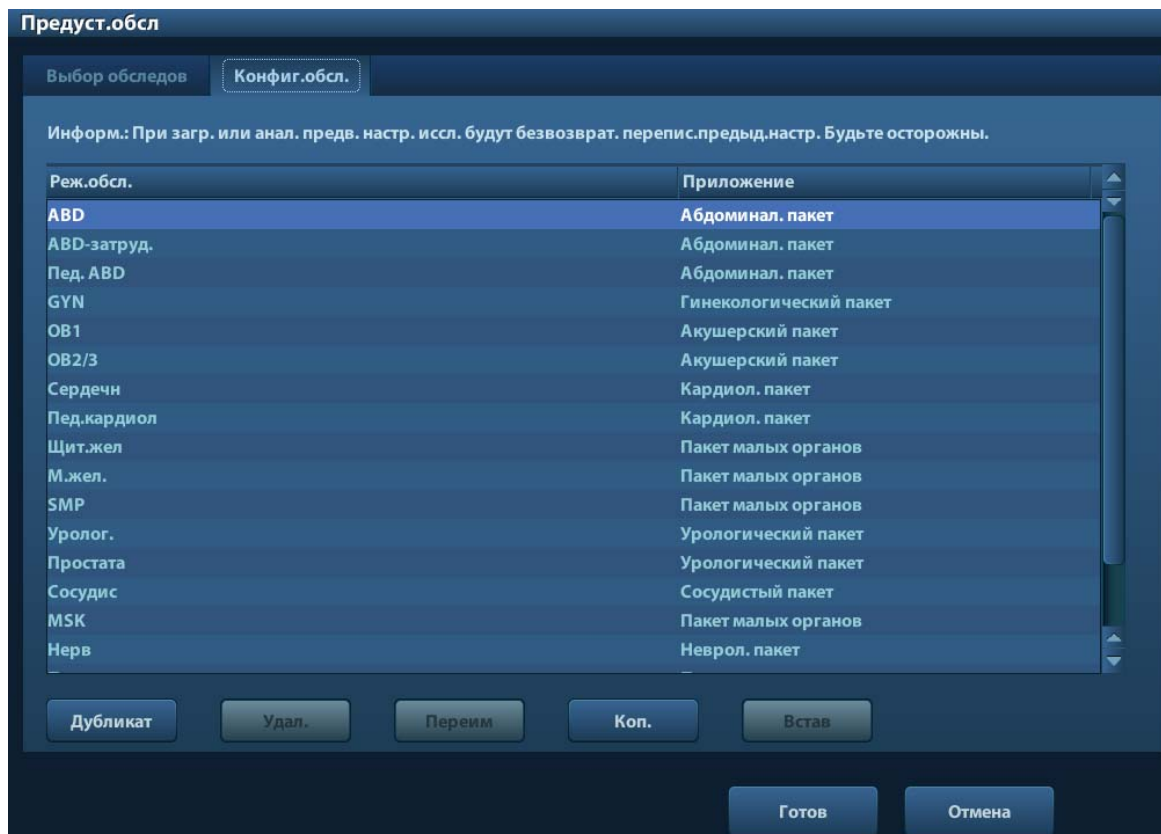 Предуст.обсл
Выбор обследов Конфиг.обсл.
Информ.: При загр. или анал. предв. настр. иссл. будут безвозврат. перепис.предыд.настр. Будьте осторожны.
Реж.обсл. Приложение
ABD Абдоминал. пакет
ABD-затруд. Абдоминал. пакет
Пед. ABD Абдоминал. пакет
GYN Гинекологический пакет
OB1 Акушерский пакет
OB2/3 Акушерский пакет
Сердечн Кардиол. пакет
Пед.кардиол Кардиол. пакет
Щит.жел Пакет малых органов
М.жел. Пакет малых органов
SMP Пакет малых органов
Уролог. Урологический пакет
Простата Урологический пакет
Сосудис Сосудистый пакет
MSK Пакет малых органов
Нерв Неврол. пакет
Дубликат Удал. Переим Коп. Встав
Готов Отмена